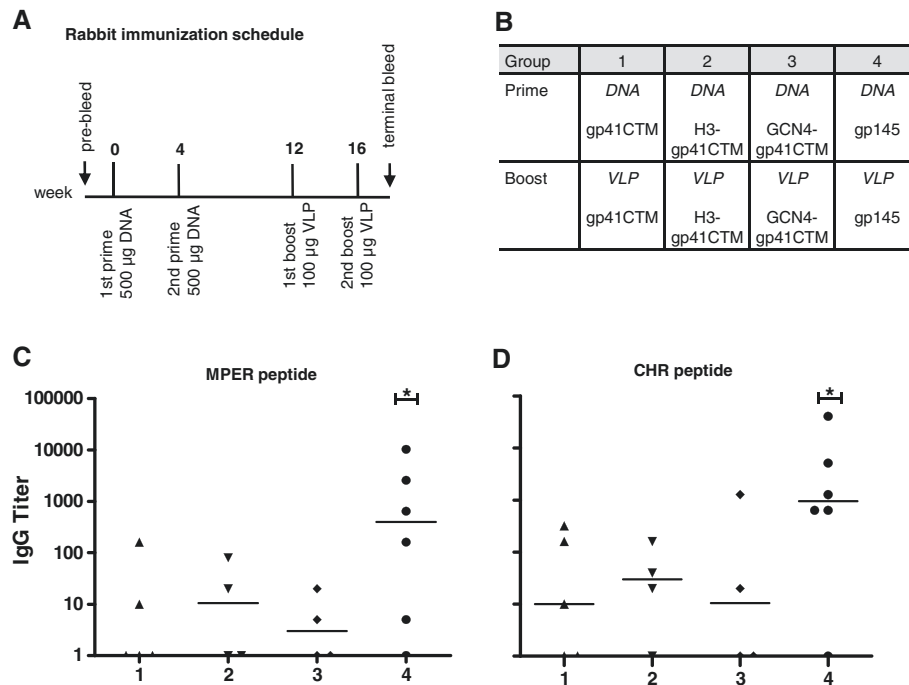 A
Rabbit immunization schedule
pre-bleed
terminal bleed
0 4 12 16
week
1st prime
500 µg DNA
2nd prime
500 µg DNA
1st boost
100 µg VLP
2nd boost
100 µg VLP
B
Group 1 2 3 4
Prime DNA DNA DNA DNA
gp41CTM H3- GCN4- gp145
gp41CTM gp41CTM
Boost VLP VLP VLP VLP
gp41CTM H3- GCN4- gp145
gp41CTM gp41CTM
C
MPER peptide
*
100000
10000
1000
100
10
1
IgG Titer
1 2 3 4
D
CHR peptide
*
1 2 3 4